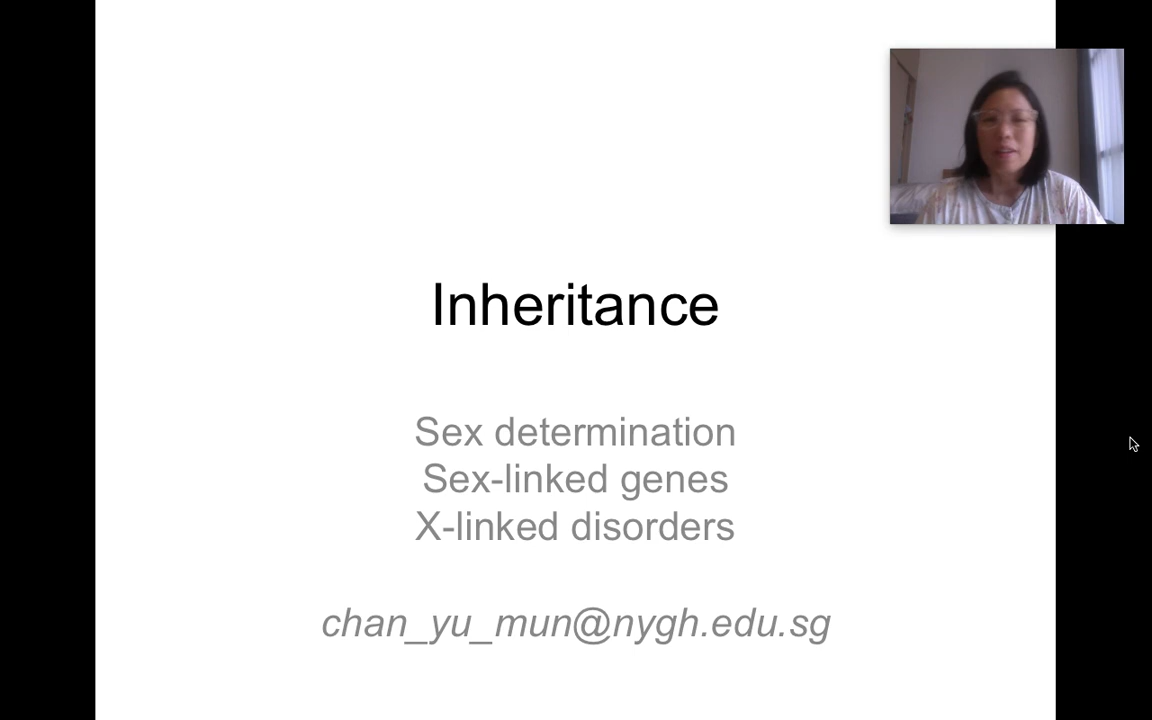 Inheritance
Sex determination
Sex-linked genes
X-linked disorders
chan_yu_mun@nygh.edu.sg